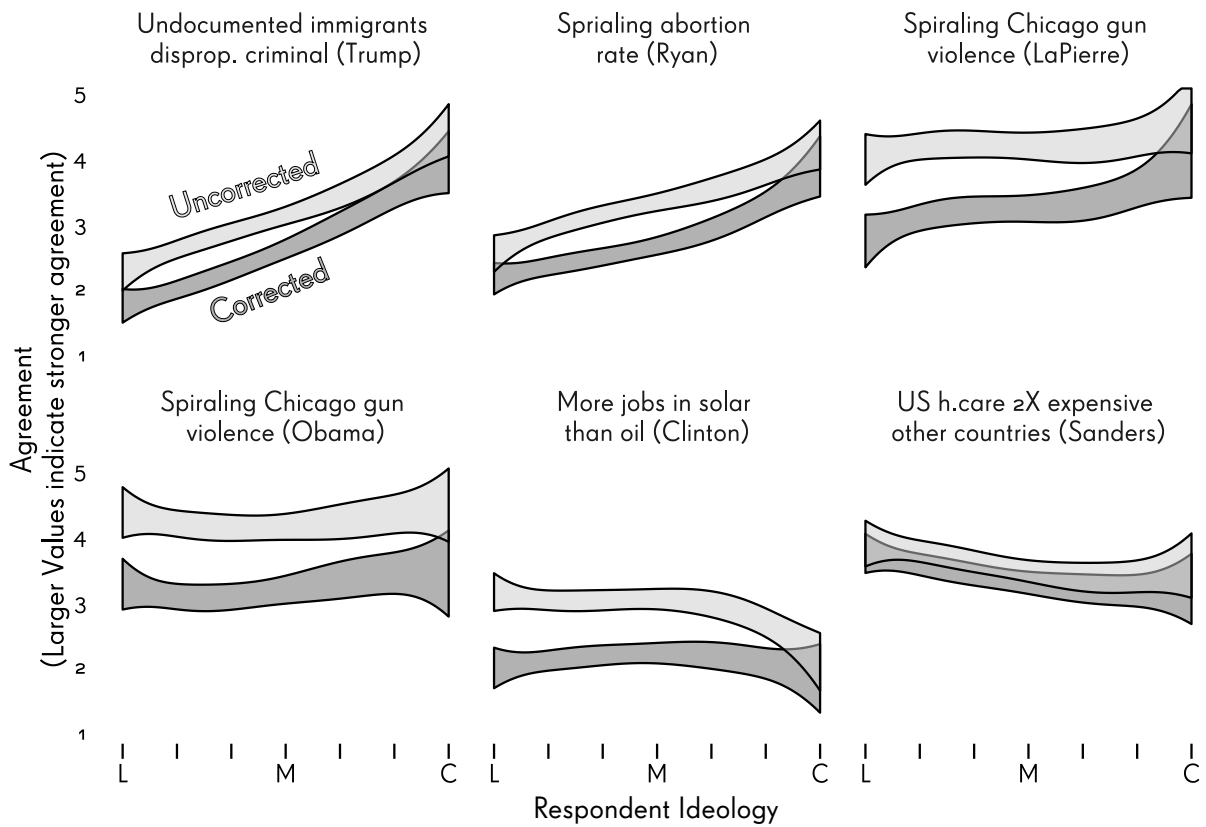 Undocumented immigrants
disprop. criminal (Trump)
Sprialing abortion
rate (Ryan)
Spiraling Chicago gun
violence (LaPierre)
5
4
3
2
1
Uncorrected
Corrected
Agreement
(Larger Values indicate stronger agreement)
Spiraling Chicago gun
violence (Obama)
More jobs in solar
than oil (Clinton)
US h.care 2X expensive
other countries (Sanders)
5
4
3
2
1
L M C
L M C
L M C
Respondent Ideology